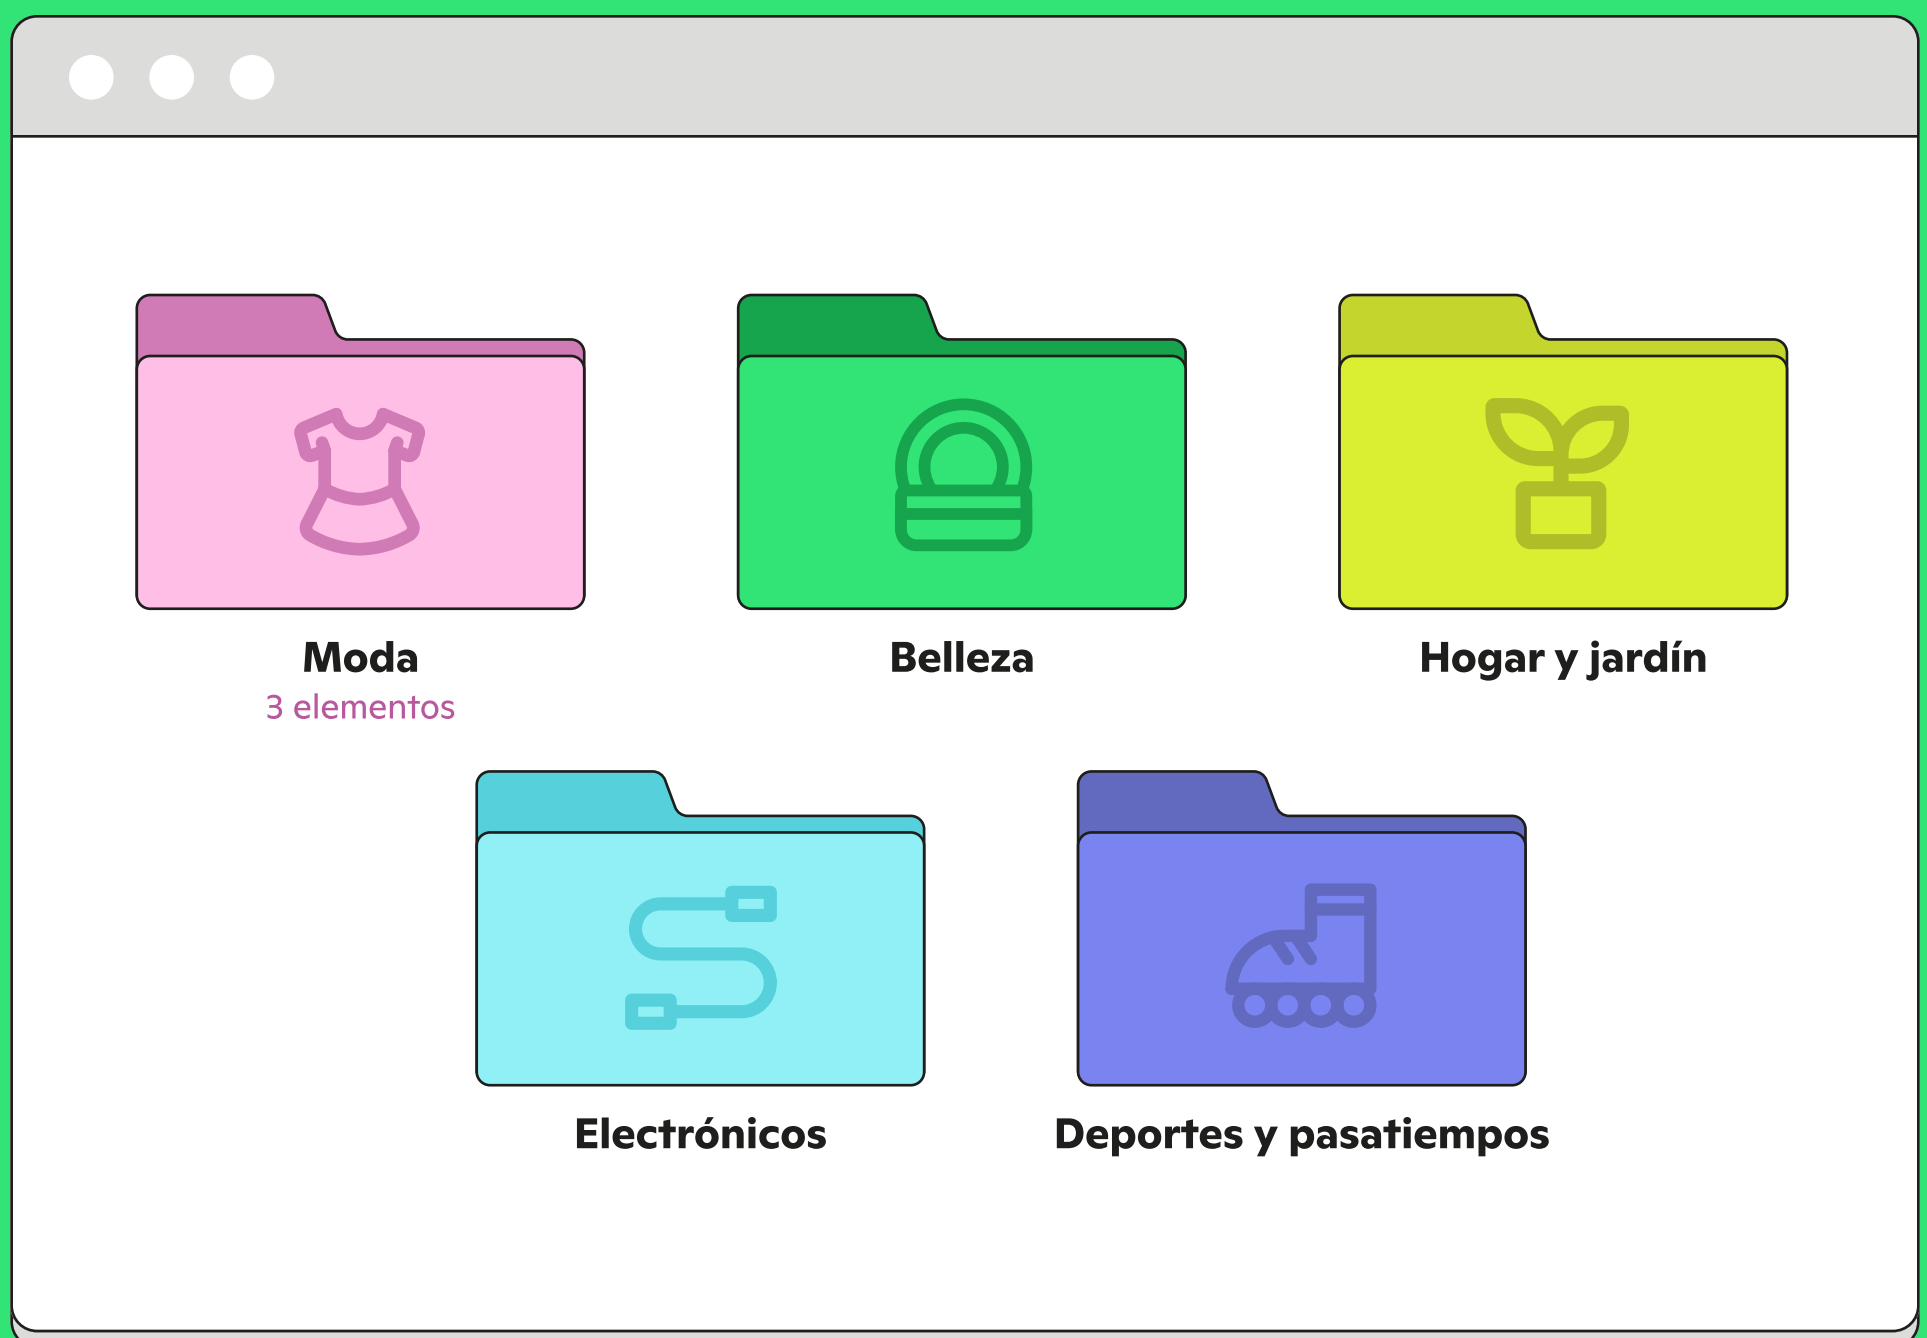 Moda
3 elementos
Belleza
Hogar y jardín
Electrónicos
Deportes y pasatiempos